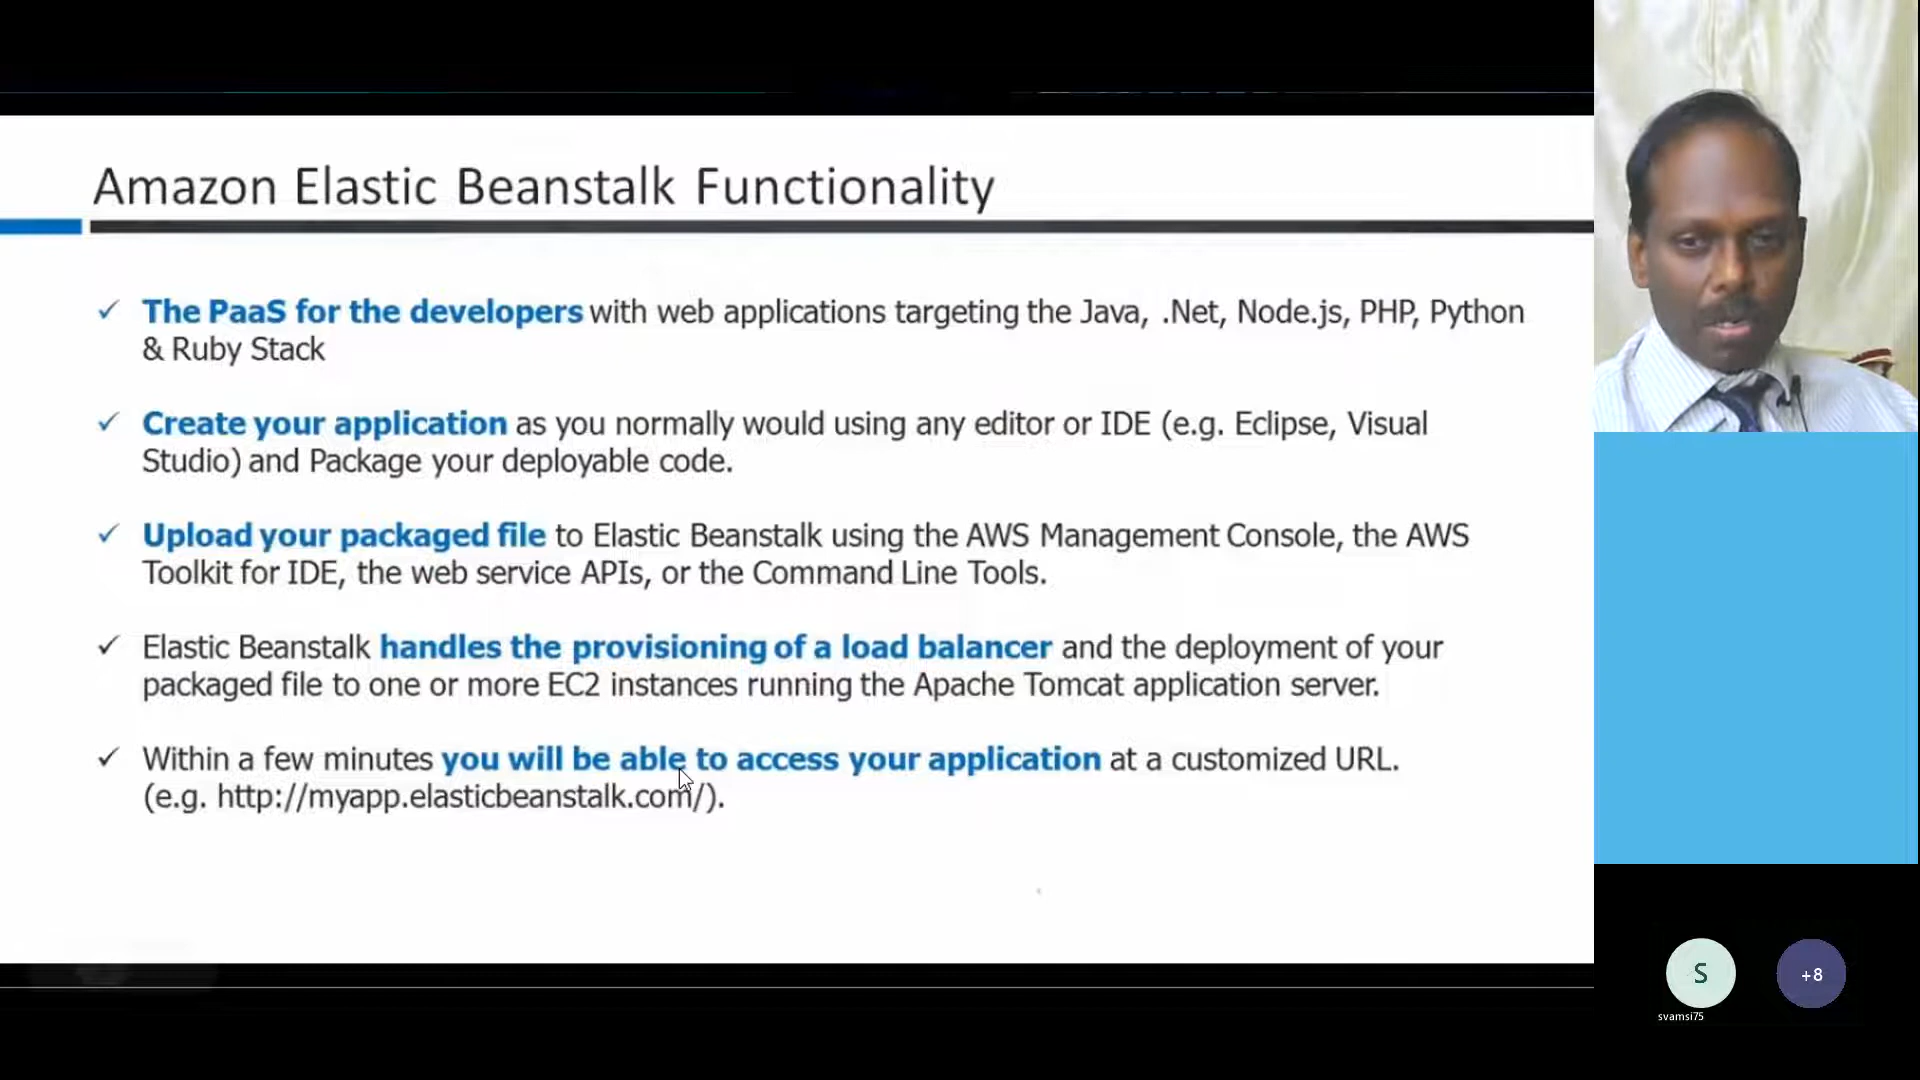 Amazon Elastic Beanstalk Functionality
✓ The PaaS for the developers with web applications targeting the Java, .Net, Node.js, PHP, Python
& Ruby Stack
✓ Create your application as you normally would using any editor or IDE (e.g. Eclipse, Visual
Studio) and Package your deployable code.
✓ Upload your packaged file to Elastic Beanstalk using the AWS Management Console, the AWS
Toolkit for IDE, the web service APIs, or the Command Line Tools.
✓ Elastic Beanstalk handles the provisioning of a load balancer and the deployment of your
packaged file to one or more EC2 instances running the Apache Tomcat application server.
✓ Within a few minutes you will be able to access your application at a customized URL.
(e.g. http://myapp.elasticbeanstalk.com/).
S
+8
svamsi75